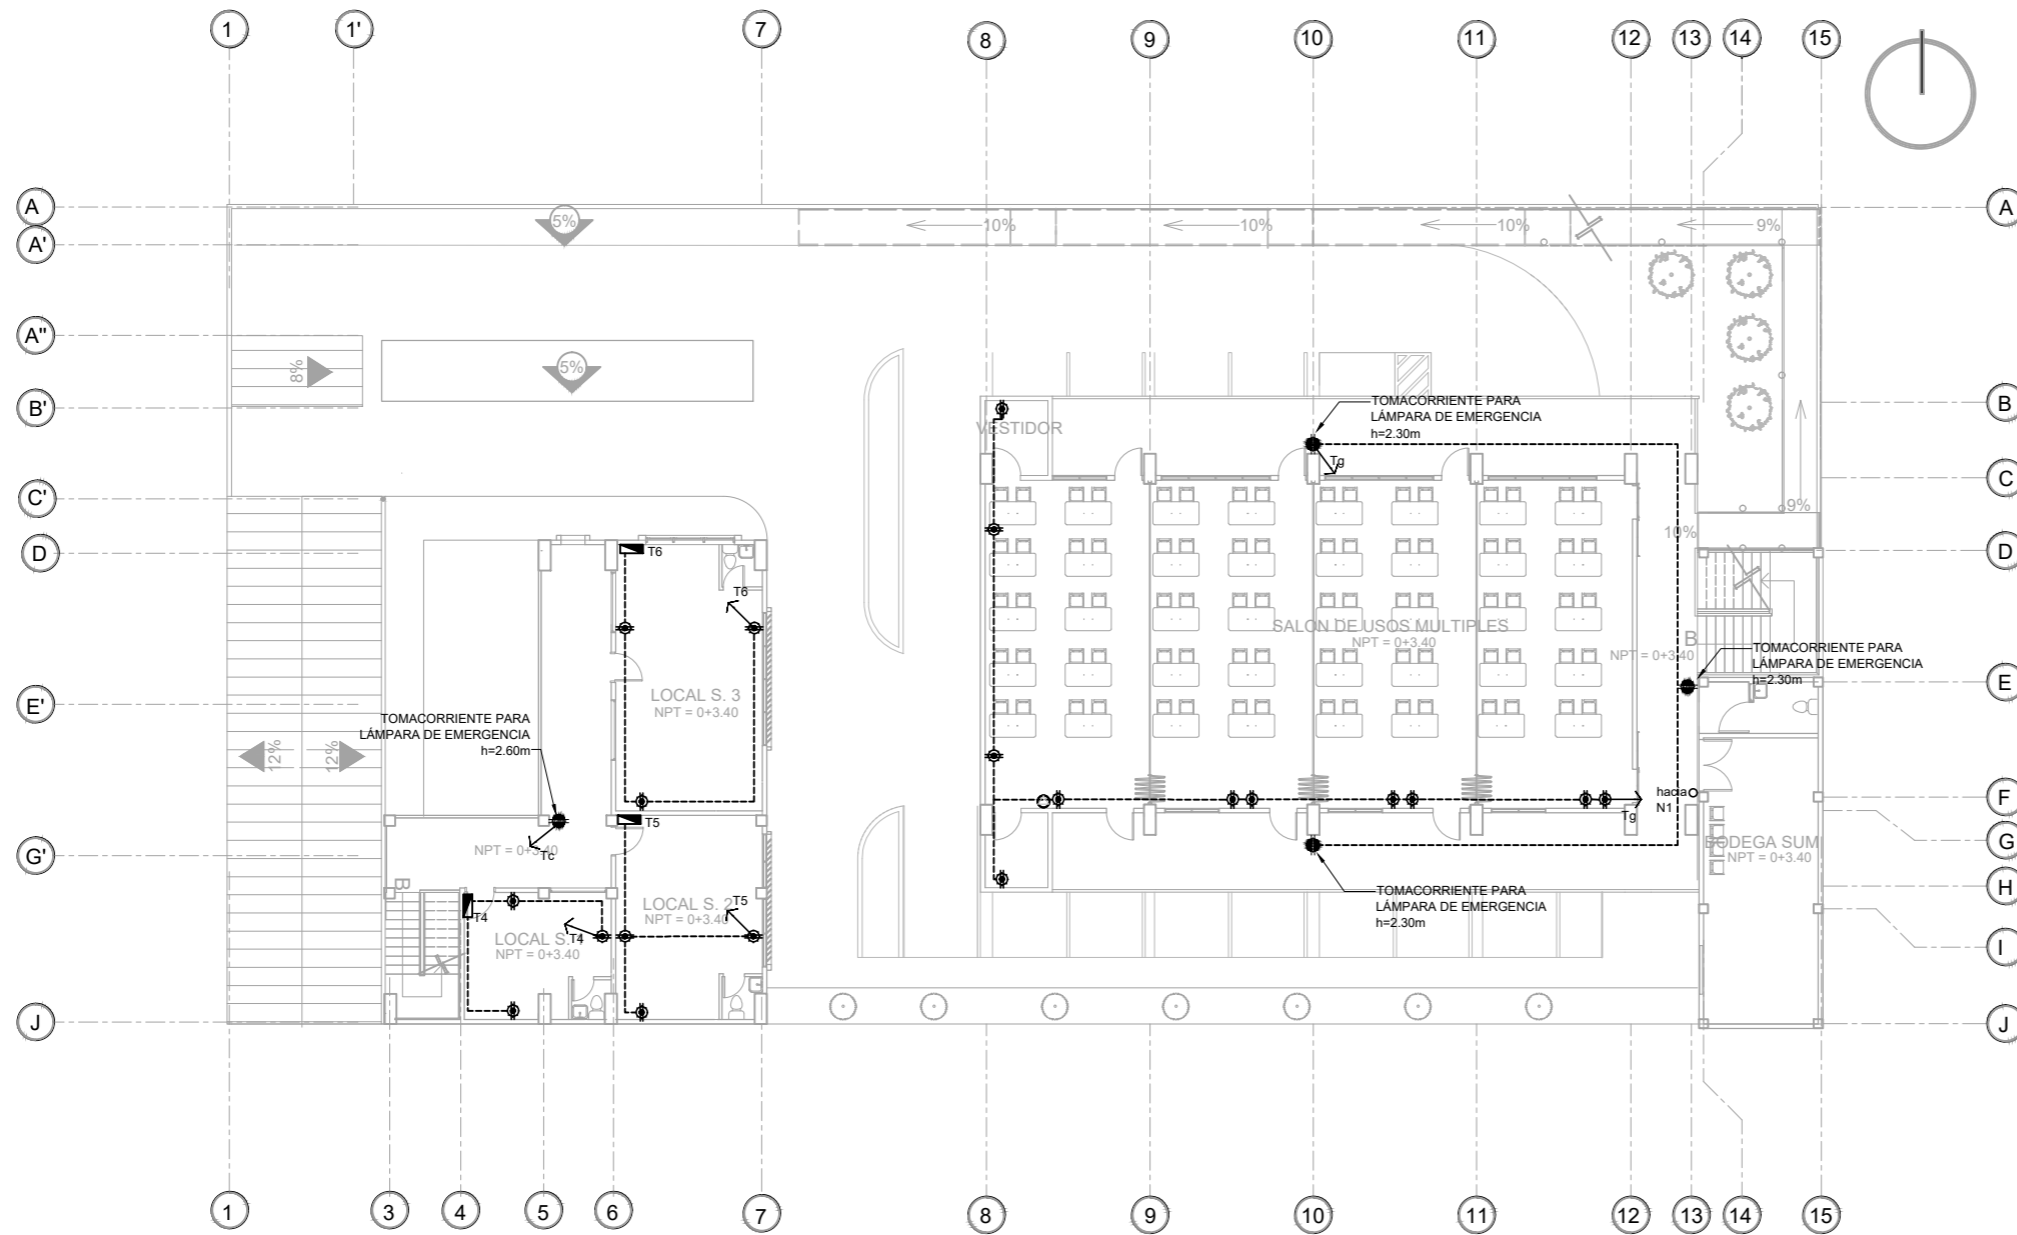 1
1'
7
8
9
10
11
12
13
14
15
A
A
A'
A"
B'
C'
D
E'
G'
J
B
C
D
E
F
G
H
I
J
5%
10%
10%
10%
9%
8%
5%
9%
10%
12%
12%
TOMACORRIENTE PARA
LÁMPARA DE EMERGENCIA
h=2.30m
Tg
VESTIDOR
SALON DE USOS MULTIPLES
NPT = 0+3.40
NPT = 0+3.40
B
TOMACORRIENTE PARA
LÁMPARA DE EMERGENCIA
h=2.30m
T6
T6
LOCAL S. 3
NPT = 0+3.40
TOMACORRIENTE PARA
LÁMPARA DE EMERGENCIA
h=2.60m
Tc
NPT = 0+3.40
T5
T5
LOCAL S. 2
NPT = 0+3.40
B
T4
T4
LOCAL S.
NPT = 0+3.40
hacia
N1
Tg
BODEGA SUM
NPT = 0+3.40
TOMACORRIENTE PARA
LÁMPARA DE EMERGENCIA
h=2.30m
1
3
4
5
6
7
8
9
10
11
12
13
14
15